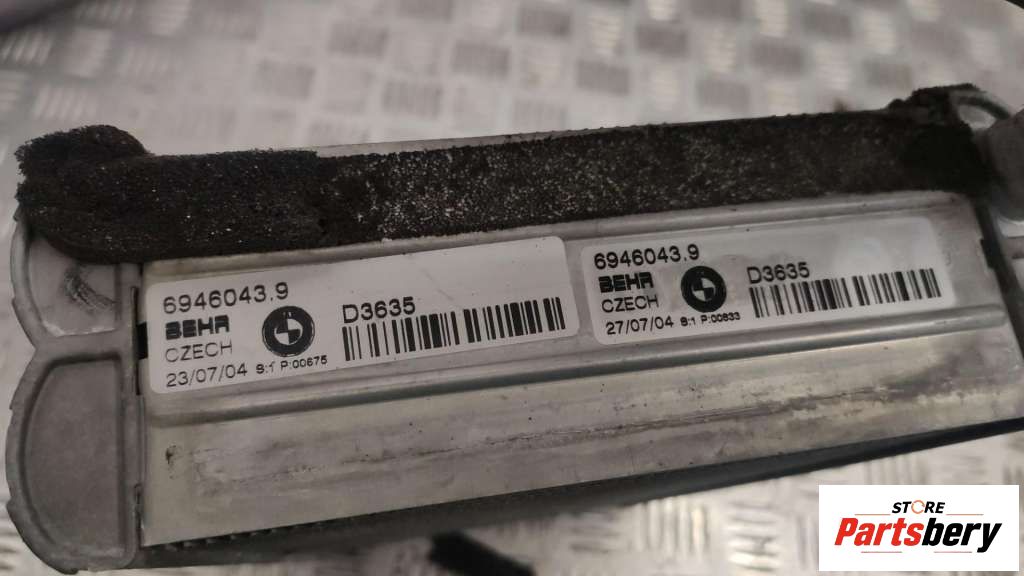 6946043.9
BEHR
CZECH
D3635
23/07/04 S:1 P:00675
6946043.9
BEHR
CZECH
D3635
27/07/04 S:1 P:00833
STORE
Partsbery